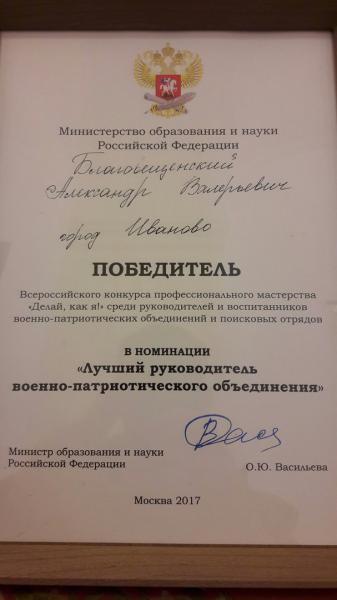 Министерство образования и науки
Российской Федерации
Благовещенский
Александр Валерьевич
город Иваново
ПОБЕДИТЕЛЬ
Всероссийского конкурса профессионального мастерства
«Делай, как я!» среди руководителей и воспитанников
военно-патриотических объединений и поисковых отрядов
В НОМИНАЦИИ
«Лучший руководитель
военно-патриотического объединения»
Министр образования и науки
Российской Федерации
О.Ю. Васильева
Москва 2017